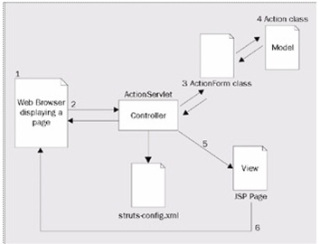 4 Action class
Model
1
3 ActionForm class
ActionServlet
Web Browser
displaying a
page
2
Controller
5
View
struts-config.xml
JSP Page
6